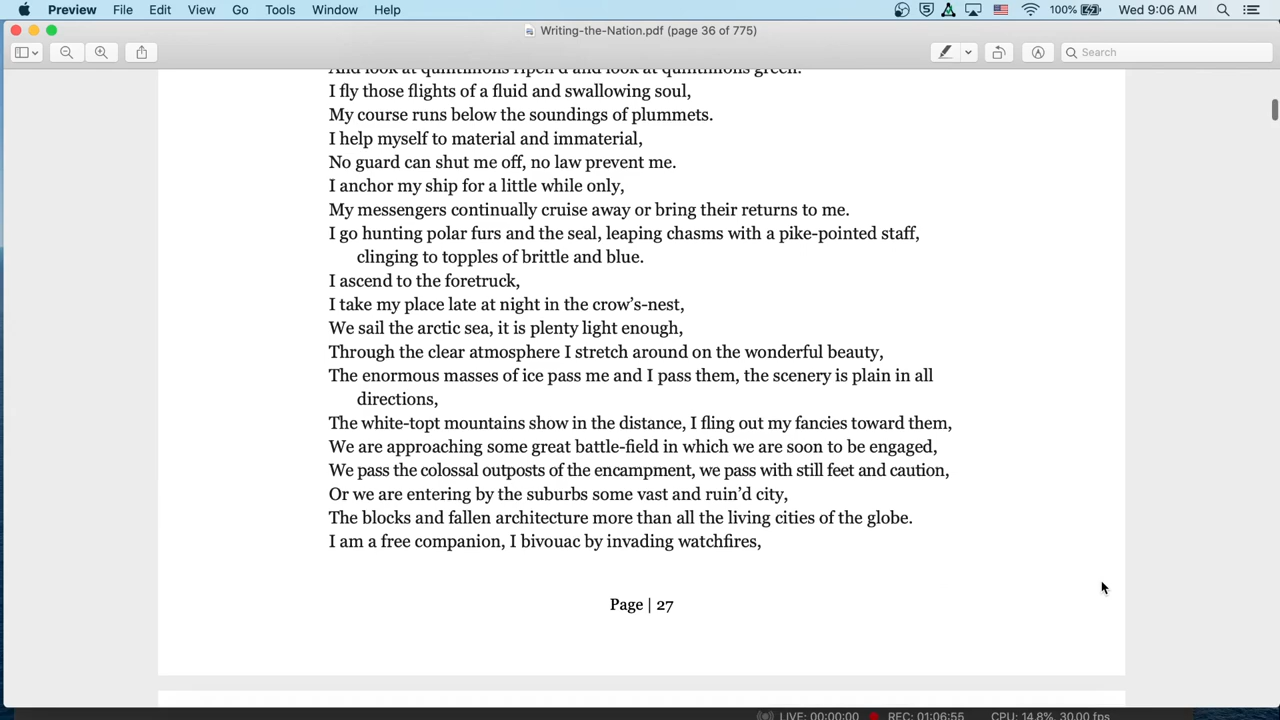 Preview File Edit View Go Tools Window Help 100% Wed 9:06 AM
Writing-the-Nation.pdf (page 36 of 775)
Search
And look at quintillions ripen'd and look at quintillions green.
I fly those flights of a fluid and swallowing soul,
My course runs below the soundings of plummets.
I help myself to material and immaterial,
No guard can shut me off, no law prevent me.
I anchor my ship for a little while only,
My messengers continually cruise away or bring their returns to me.
I go hunting polar furs and the seal, leaping chasms with a pike-pointed staff,
clinging to topples of brittle and blue.
I ascend to the foretruck,
I take my place late at night in the crow's-nest,
We sail the arctic sea, it is plenty light enough,
Through the clear atmosphere I stretch around on the wonderful beauty,
The enormous masses of ice pass me and I pass them, the scenery is plain in all
directions,
The white-topt mountains show in the distance, I fling out my fancies toward them,
We are approaching some great battle-field in which we are soon to be engaged,
We pass the colossal outposts of the encampment, we pass with still feet and caution,
Or we are entering by the suburbs some vast and ruin'd city,
The blocks and fallen architecture more than all the living cities of the globe.
I am a free companion, I bivouac by invading watchfires,
Page | 27
LIVE: 00:00:00 REC: 01:06:55 CPU: 14.8%, 30.00 fps